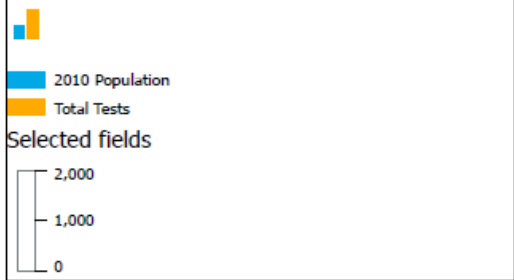 2010 Population
Total Tests
Selected fields
2,000
1,000
0